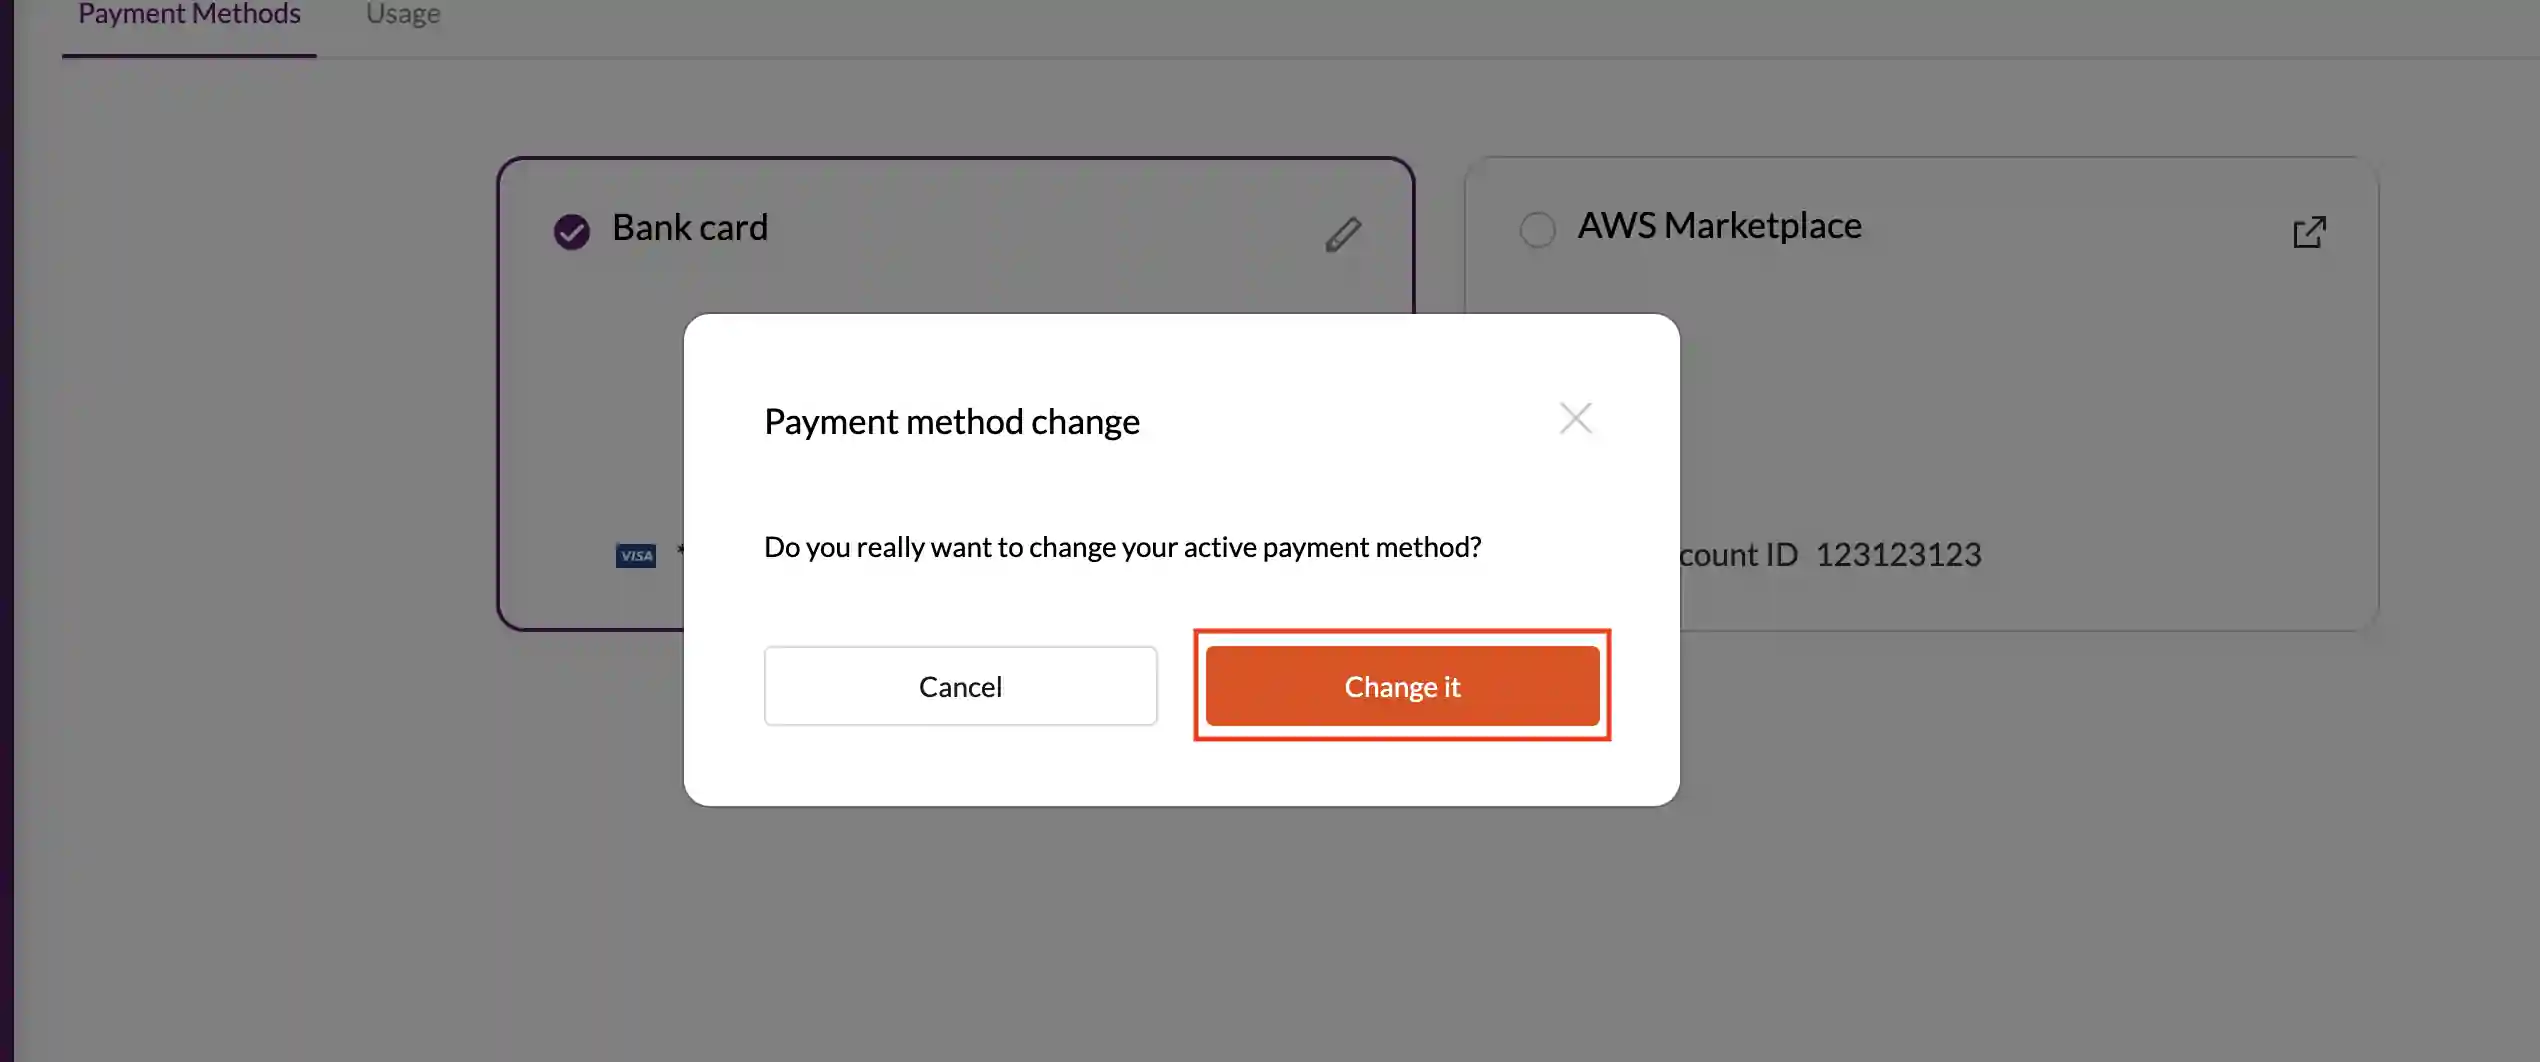 Payment Methods Usage
Bank card
AWS Marketplace
Payment method change
Do you really want to change your active payment method?
VISA *
count ID 123123123
Cancel
Change it